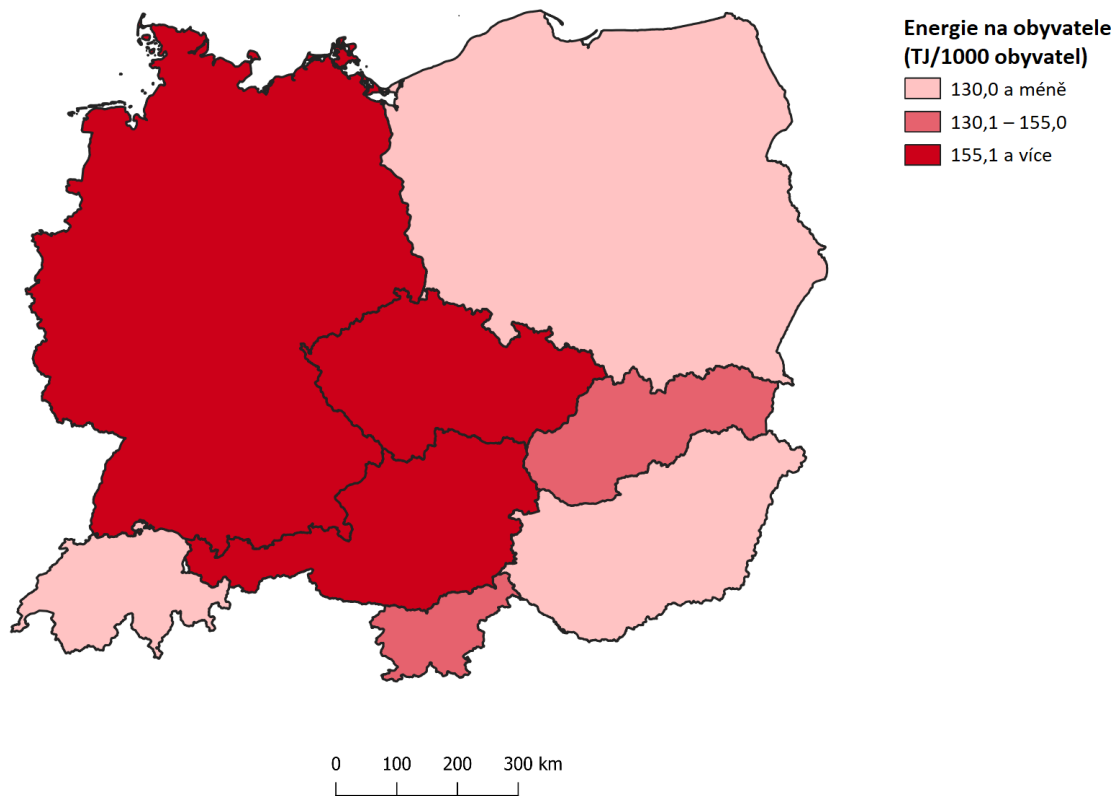 Energie na obyvatele
(TJ/1000 obyvatel)
130,0 a méně
130,1 – 155,0
155,1 a více
0 100 200 300 km